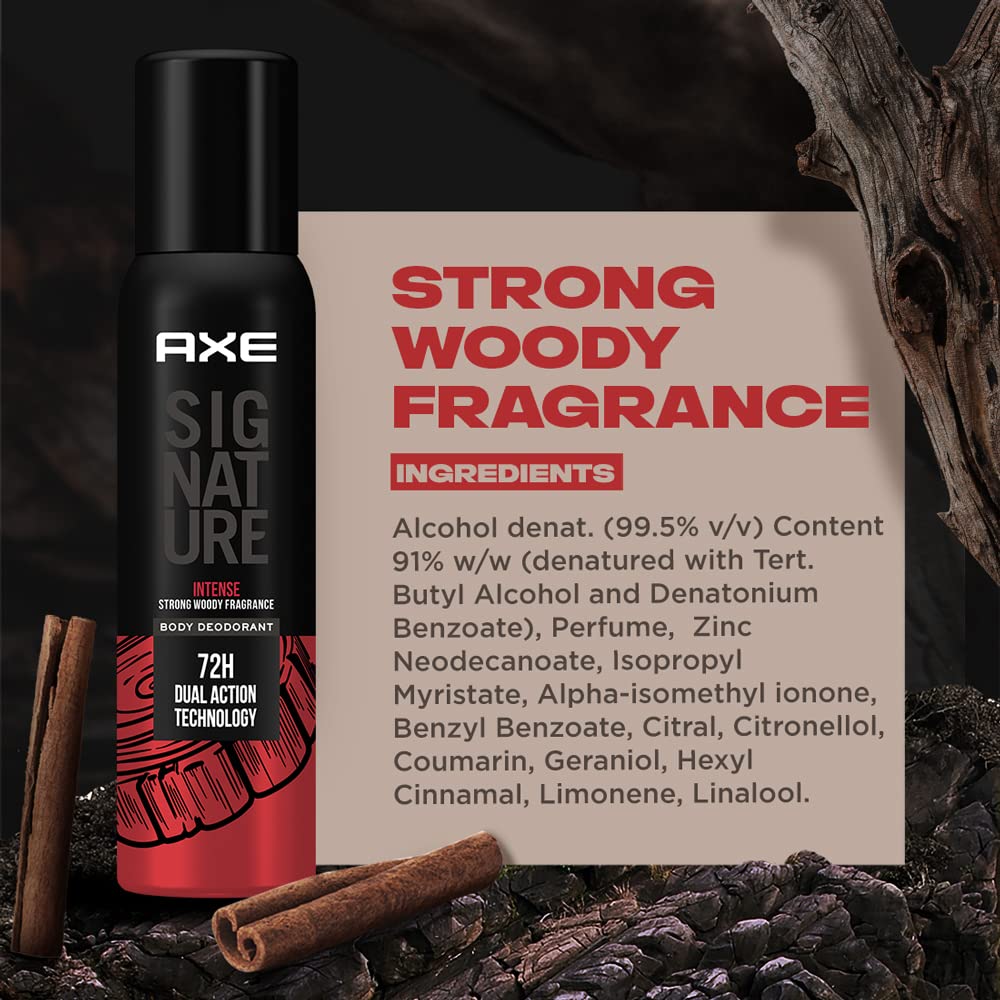 AXE
SIG
NAT
URE
INTENSE
STRONG WOODY FRAGRANCE
BODY DEODORANT
72H
DUAL ACTION
TECHNOLOGY
STRONG
WOODY
FRAGRANCE
INGREDIENTS
Alcohol denat. (99.5% v/v) Content
91% w/w (denatured with Tert.
Butyl Alcohol and Denatonium
Benzoate), Perfume, Zinc
Neodecanoate, Isopropyl
Myristate, Alpha-isomethyl ionone,
Benzyl Benzoate, Citral, Citronellol,
Coumarin, Geraniol, Hexyl
Cinnamal, Limonene, Linalool.